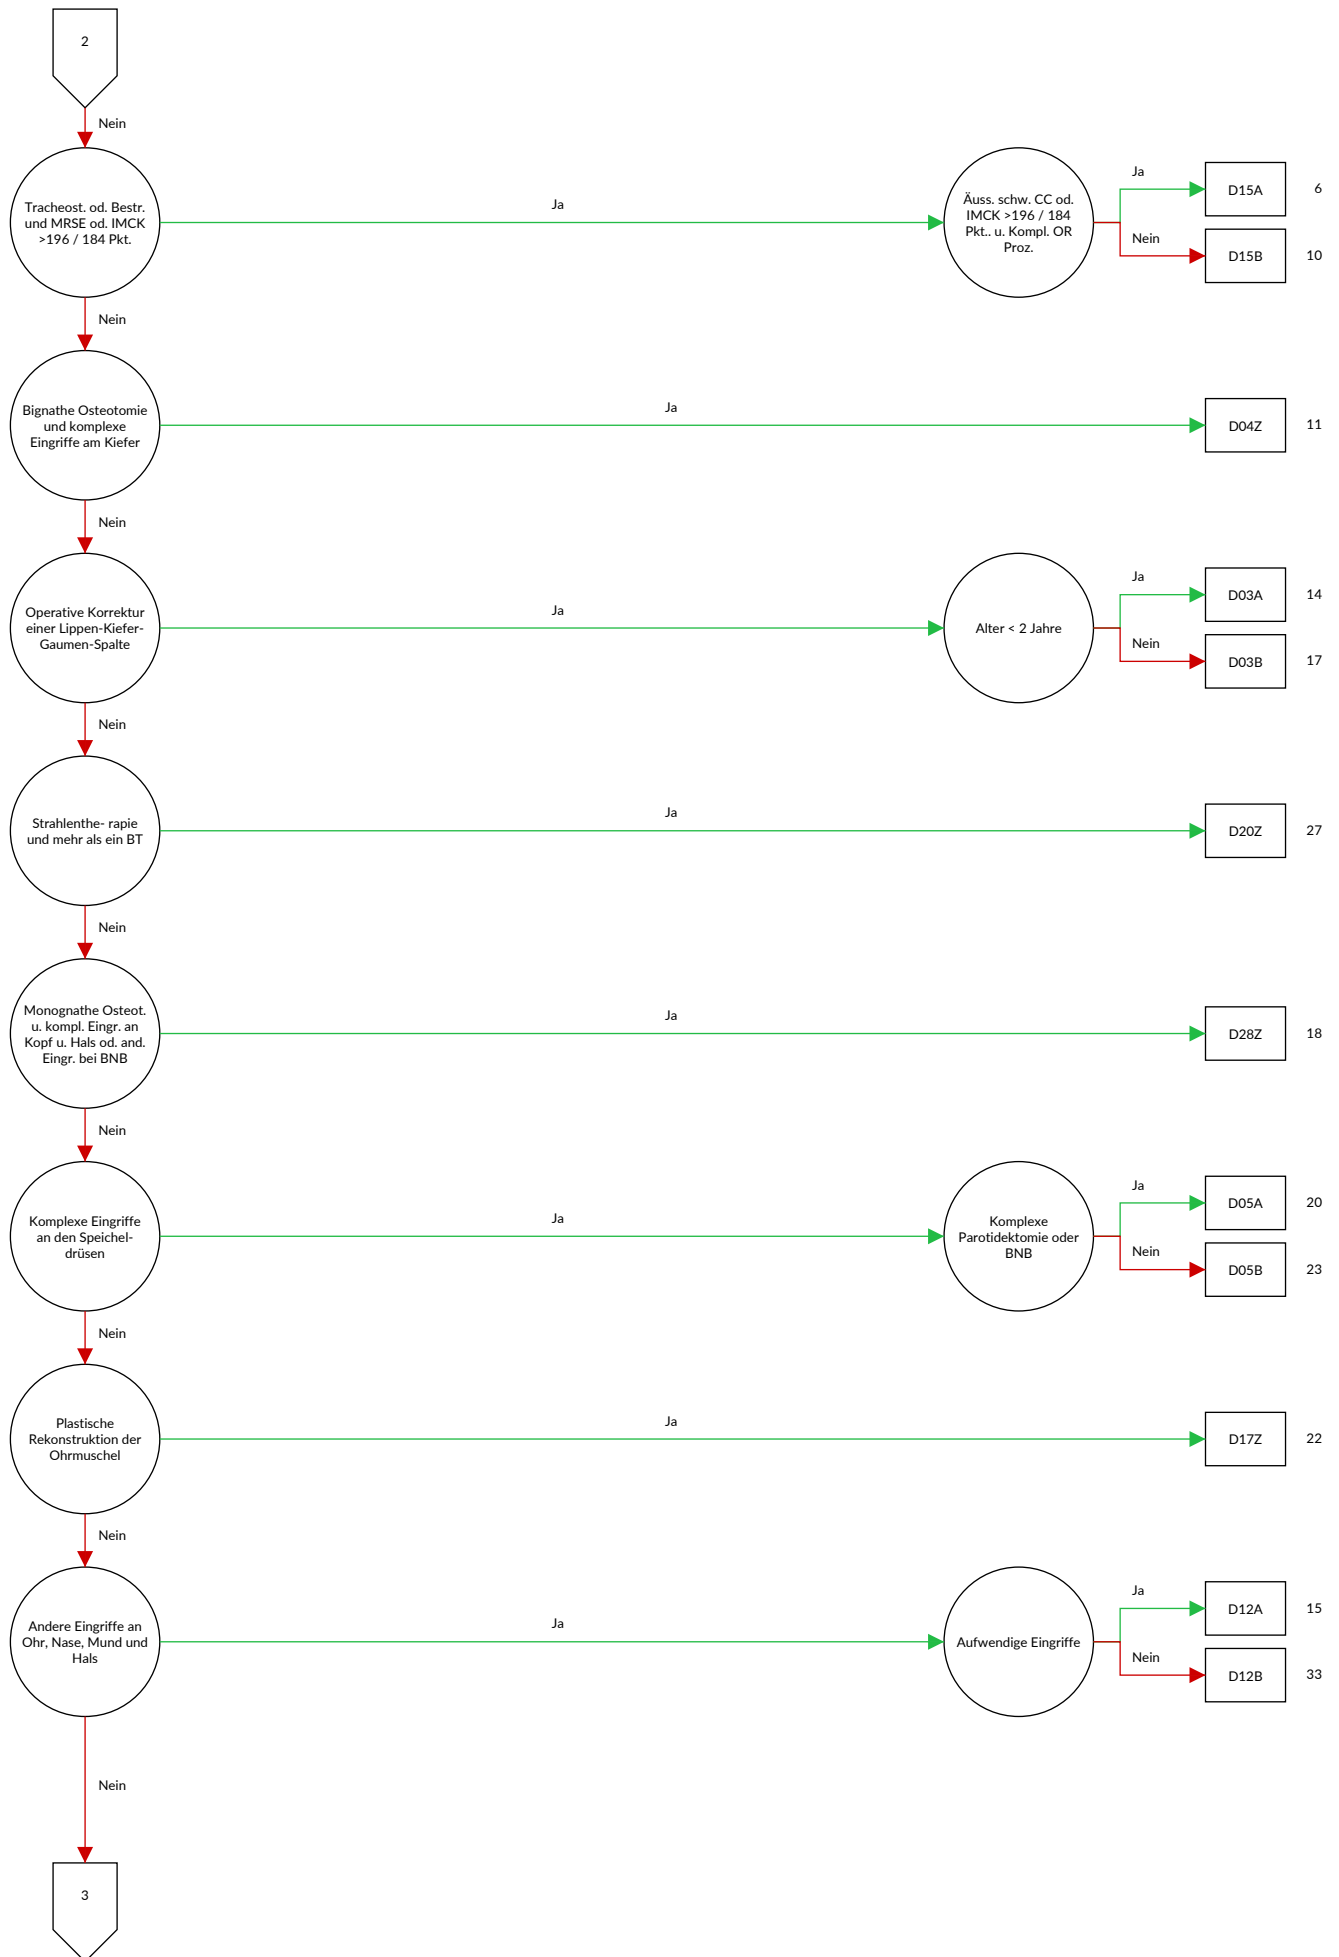 2
Nein
Tracheost. od. Bestr.
und MRSE od. IMCK
>196 / 184 Pkt.
Ja
Äuss. schw. CC od.
IMCK >196 / 184
Pkt.. u. Kompl. OR
Proz.
Ja
D15A
6
Nein
D15B
10
Nein
Bignathe Osteotomie
und komplexe
Eingriffe am Kiefer
Ja
D04Z
11
Nein
Operative Korrektur
einer Lippen-Kiefer-
Gaumen-Spalte
Ja
Alter < 2 Jahre
Ja
D03A
14
Nein
D03B
17
Nein
Strahlenthe- rapie
und mehr als ein BT
Ja
D20Z
27
Nein
Monognathe Osteot.
u. kompl. Eingr. an
Kopf u. Hals od. and.
Eingr. bei BNB
Ja
D28Z
18
Nein
Komplexe Eingriffe
an den Speichel-
drüsen
Ja
Komplexe
Parotidektomie oder
BNB
Ja
D05A
20
Nein
D05B
23
Nein
Plastische
Rekonstruktion der
Ohrmuschel
Ja
D17Z
22
Nein
Andere Eingriffe an
Ohr, Nase, Mund und
Hals
Ja
Aufwendige Eingriffe
Ja
D12A
15
Nein
D12B
33
Nein
3